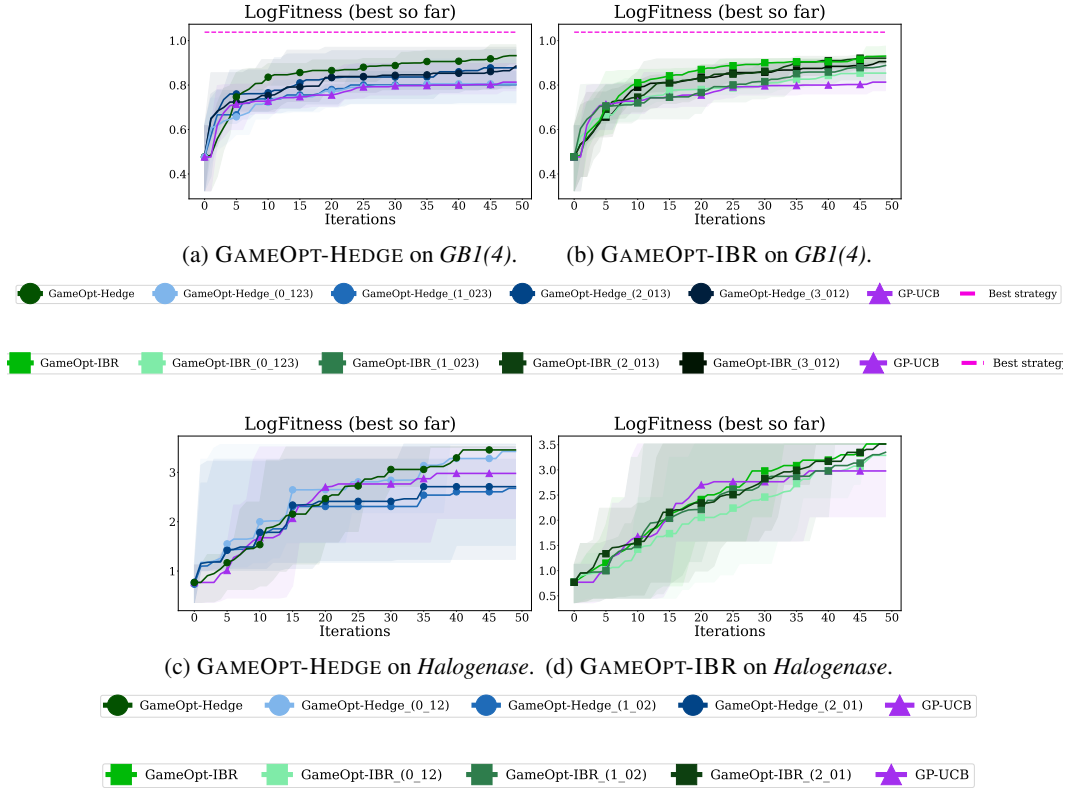 LogFitness (best so far)
LogFitness (best so far)
1.0
0.8
0.6
0.4
0 5 10 15 20 25 30 35 40 45 50
Iterations
1.0
0.8
0.6
0.4
0 5 10 15 20 25 30 35 40 45 50
Iterations
(a) GAMEOPT-HEDGE on GB1(4).
(b) GAMEOPT-IBR on GB1(4).
GameOpt-Hedge GameOpt-Hedge_(0_123) GameOpt-Hedge_(1_023) GameOpt-Hedge_(2_013) GameOpt-Hedge_(3_012) GP-UCB Best strategy
GameOpt-IBR GameOpt-IBR_(0_123) GameOpt-IBR_(1_023) GameOpt-IBR_(2_013) GameOpt-IBR_(3_012) GP-UCB Best strateg
LogFitness (best so far)
LogFitness (best so far)
3
2
1
0 5 10 15 20 25 30 35 40 45 50
Iterations
3.5
3.0
2.5
2.0
1.5
1.0
0.5
0 5 10 15 20 25 30 35 40 45 50
Iterations
(c) GAMEOPT-HEDGE on Halogenase.
(d) GAMEOPT-IBR on Halogenase.
GameOpt-Hedge GameOpt-Hedge_(0_12) GameOpt-Hedge_(1_02) GameOpt-Hedge_(2_01) GP-UCB
GameOpt-IBR GameOpt-IBR_(0_12) GameOpt-IBR_(1_02) GameOpt-IBR_(2_01) GP-UCB